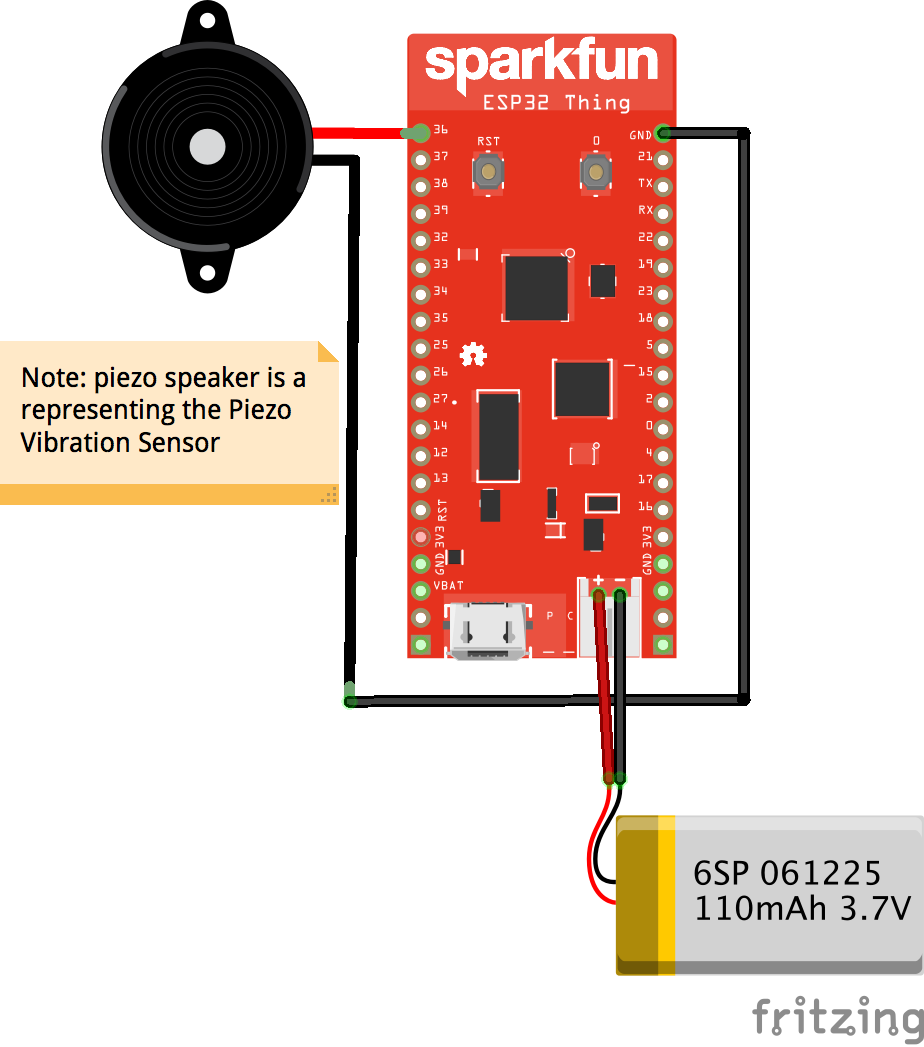 sparkfun
ESP32 Thing
36
GND
RST
0
37
21
38
TX
39
RX
32
22
33
19
34
23
35
18
25
5
26
15
27
2
14
0
12
4
13
17
RST
16
3V3
3V3
GND
GND
VBAT
+ -
P C
Note: piezo speaker is a
representing the Piezo
Vibration Sensor
6SP 061225
110mAh 3.7V
fritzing